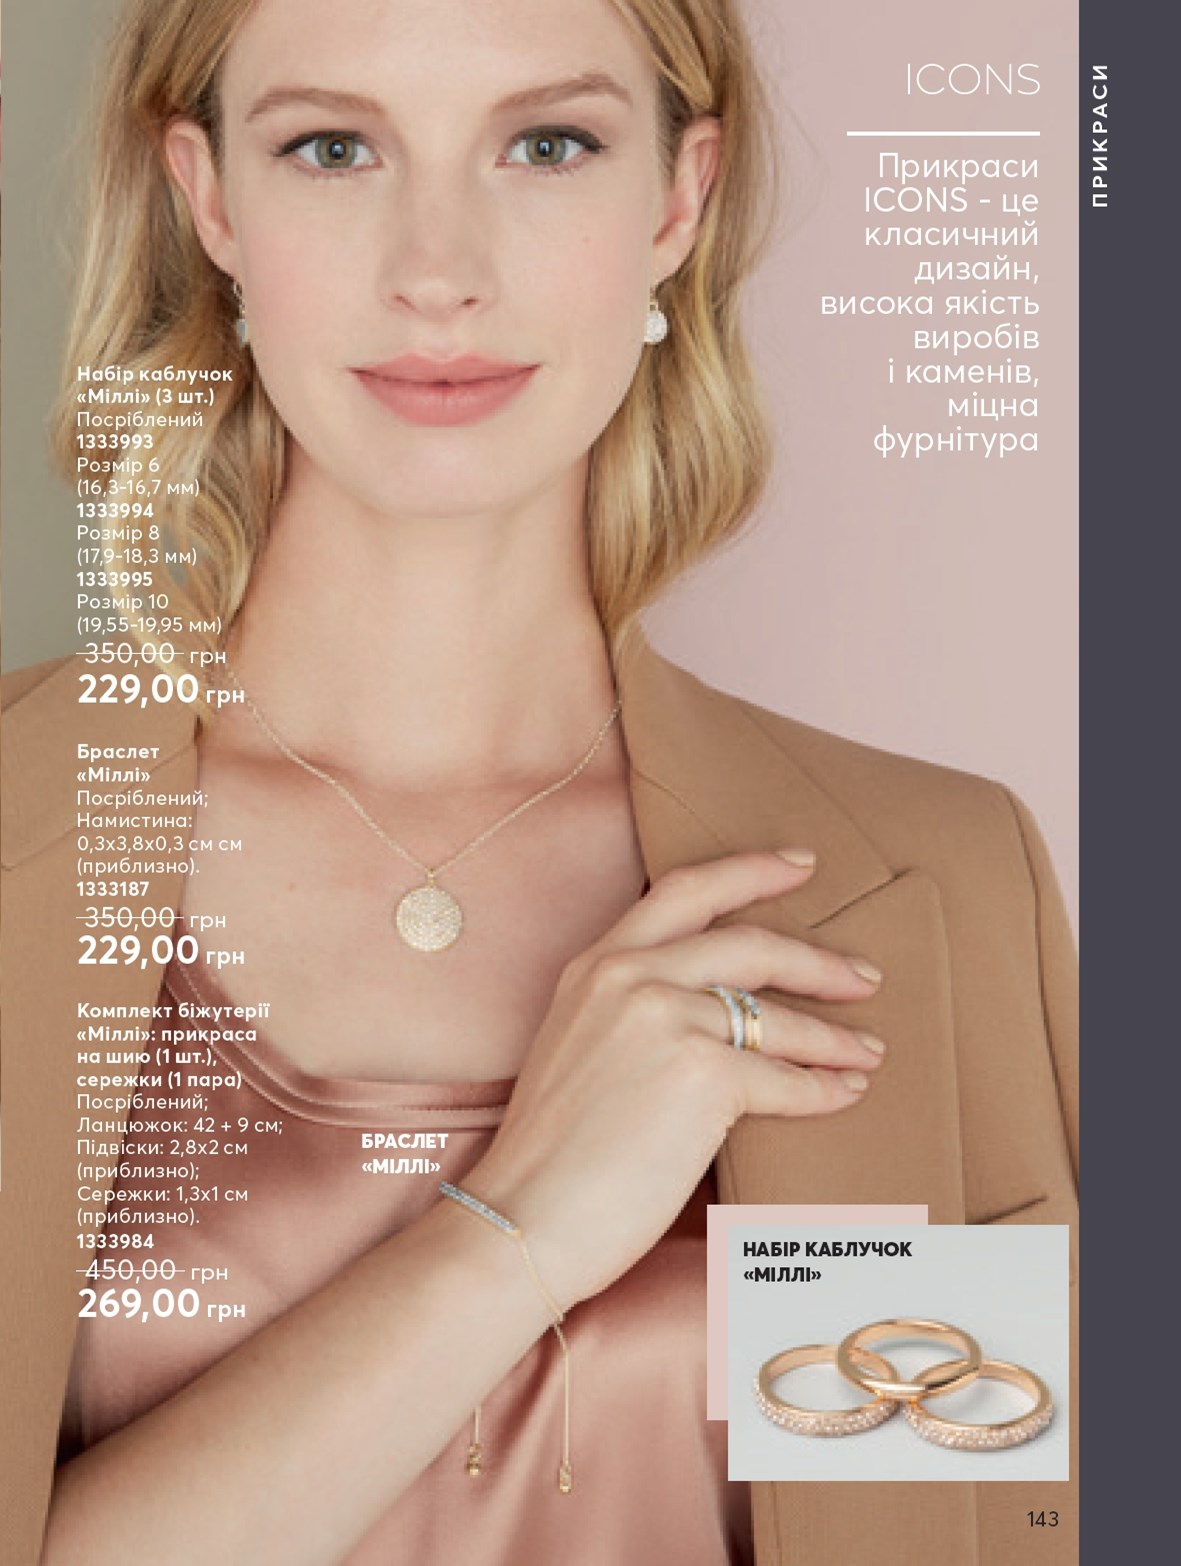 ICONS
Прикраси
ICONS - це
класичний
дизайн,
висока якість
виробів
і каменів,
міцна
фурнітура
ПРИКРАСИ
Набір каблучок
«Міллі» (3 шт.)
Посріблений
1333993
Розмір 6
(16,3-16,7 мм)
1333994
Розмір 8
(17,9-18,3 мм)
1333995
Розмір 10
(19,55-19,95 мм)
350,00 грн
229,00 грн
Браслет
«Міллі»
Посріблений;
Намистина:
0,3х3,8х0,3 см см
(приблизно).
1333187
350,00 грн
229,00 грн
Комплект біжутерії
«Міллі»: прикраса
на шию (1 шт.),
сережки (1 пара)
Посріблений;
Ланцюжок: 42 + 9 см;
Підвіски: 2,8х2 см
(приблизно);
Сережки: 1,3х1 см
(приблизно).
1333984
450,00 грн
269,00 грн
БРАСЛЕТ
«МІЛЛІ»
НАБІР КАБЛУЧОК
«МІЛЛІ»
143